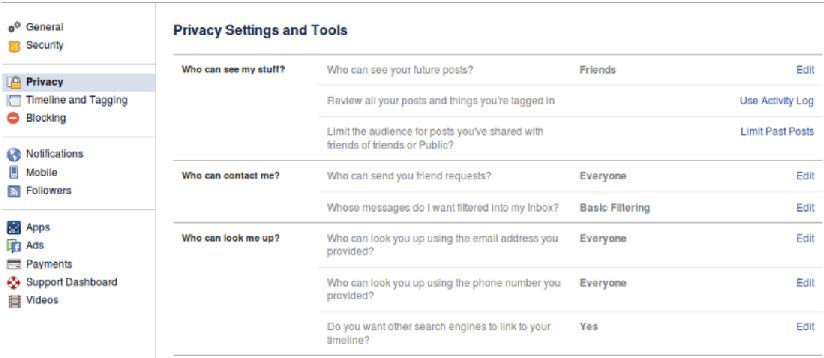 General
Security
Privacy
Timeline and Tagging
Blocking
Notifications
Mobile
Followers
Apps
Ads
Payments
Support Dashboard
Videos
Privacy Settings and Tools
Who can see my stuff? Who can see your future posts? Friends Edit
Review all your posts and things you're tagged in Use Activity Log
Limit the audience for posts you've shared with Limit Past Posts
friends of friends or Public?
Who can contact me? Who can send you friend requests? Everyone Edit
Whose messages do I want filtered into my Inbox? Basic Filtering Edit
Who can look me up? Who can look you up using the email address you Everyone Edit
provided?
Who can look you up using the phone number you Everyone Edit
provided?
Do you want other search engines to link to your Yes Edit
timeline?